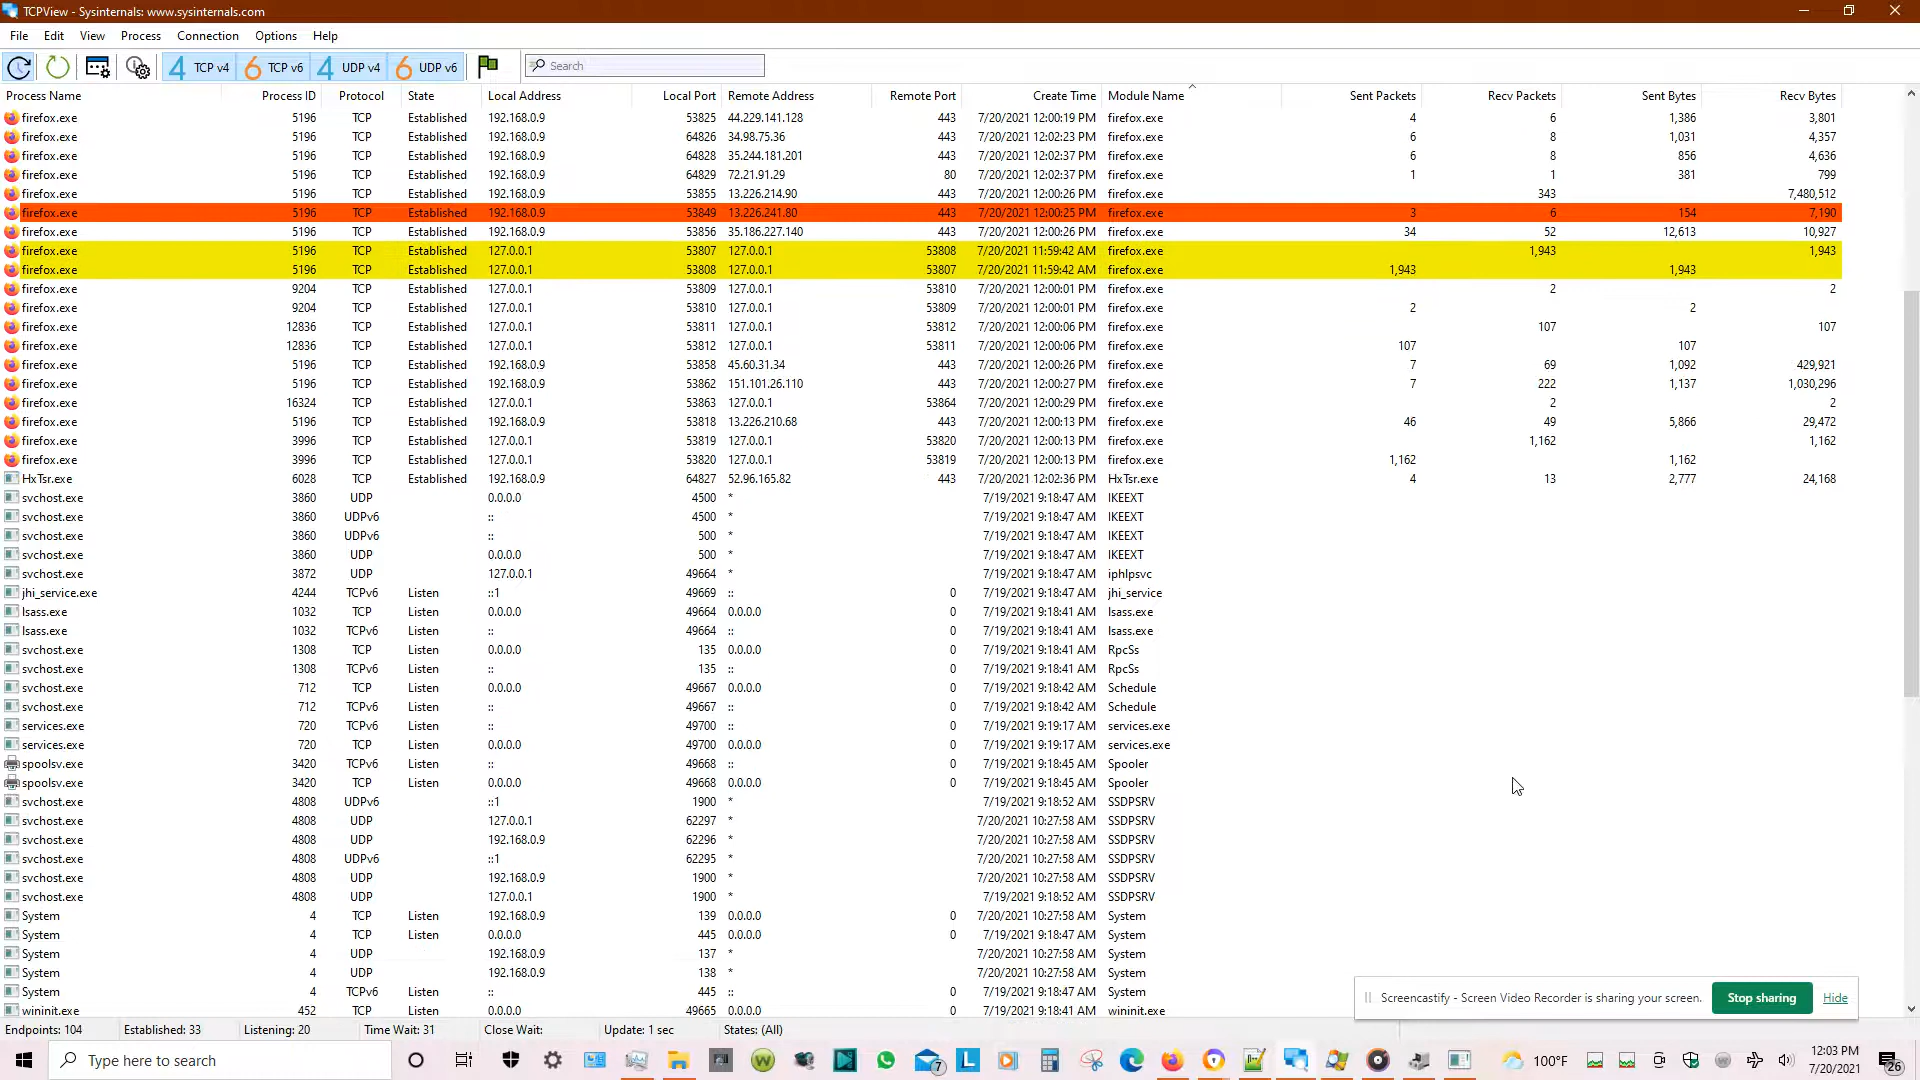 TCPView - Sysinternals: www.sysinternals.com
File Edit View Process Connection Options Help
4 TCP v4 6 TCP v6 4 UDP v4 6 UDP v6 Search
Process Name Process ID Protocol State Local Address Local Port Remote Address Remote Port Create Time Module Name Sent Packets Recv Packets Sent Bytes Recv Bytes
firefox.exe 5196 TCP Established 192.168.0.9 53825 44.229.141.128 443 7/20/2021 12:00:19 PM firefox.exe 4 6 1,386 3,801
firefox.exe 5196 TCP Established 192.168.0.9 64826 34.98.75.36 443 7/20/2021 12:02:23 PM firefox.exe 6 8 1,031 4,357
firefox.exe 5196 TCP Established 192.168.0.9 64828 35.244.181.201 443 7/20/2021 12:02:37 PM firefox.exe 6 8 856 4,636
firefox.exe 5196 TCP Established 192.168.0.9 64829 72.21.91.29 80 7/20/2021 12:02:37 PM firefox.exe 1 1 381 799
firefox.exe 5196 TCP Established 192.168.0.9 53855 13.226.214.90 443 7/20/2021 12:00:26 PM firefox.exe 343 7,480,512
firefox.exe 5196 TCP Established 192.168.0.9 53849 13.226.241.80 443 7/20/2021 12:00:25 PM firefox.exe 3 6 154 7,190
firefox.exe 5196 TCP Established 192.168.0.9 53856 35.186.227.140 443 7/20/2021 12:00:26 PM firefox.exe 34 52 12,613 10,927
firefox.exe 5196 TCP Established 127.0.0.1 53807 127.0.0.1 53808 7/20/2021 11:59:42 AM firefox.exe 1,943 1,943
firefox.exe 5196 TCP Established 127.0.0.1 53808 127.0.0.1 53807 7/20/2021 11:59:42 AM firefox.exe 1,943 1,943
firefox.exe 9204 TCP Established 127.0.0.1 53809 127.0.0.1 53810 7/20/2021 12:00:01 PM firefox.exe 2 2
firefox.exe 9204 TCP Established 127.0.0.1 53810 127.0.0.1 53809 7/20/2021 12:00:01 PM firefox.exe 2 2
firefox.exe 12836 TCP Established 127.0.0.1 53811 127.0.0.1 53812 7/20/2021 12:00:06 PM firefox.exe 107 107
firefox.exe 12836 TCP Established 127.0.0.1 53812 127.0.0.1 53811 7/20/2021 12:00:06 PM firefox.exe 107 107
firefox.exe 5196 TCP Established 192.168.0.9 53858 45.60.31.34 443 7/20/2021 12:00:26 PM firefox.exe 7 69 1,092 429,921
firefox.exe 5196 TCP Established 192.168.0.9 53862 151.101.26.110 443 7/20/2021 12:00:27 PM firefox.exe 7 222 1,137 1,030,296
firefox.exe 16324 TCP Established 127.0.0.1 53863 127.0.0.1 53864 7/20/2021 12:00:29 PM firefox.exe 2 2
firefox.exe 5196 TCP Established 192.168.0.9 53818 13.226.210.68 443 7/20/2021 12:00:13 PM firefox.exe 46 49 5,866 29,472
firefox.exe 3996 TCP Established 127.0.0.1 53819 127.0.0.1 53820 7/20/2021 12:00:13 PM firefox.exe 1,162 1,162
firefox.exe 3996 TCP Established 127.0.0.1 53820 127.0.0.1 53819 7/20/2021 12:00:13 PM firefox.exe 1,162 1,162
HxTsr.exe 6028 TCP Established 192.168.0.9 64827 52.96.165.82 443 7/20/2021 12:02:36 PM HxTsr.exe 4 13 2,777 24,168
svchost.exe 3860 UDP 0.0.0.0 4500 * 7/19/2021 9:18:47 AM IKEEXT
svchost.exe 3860 UDPv6 :: 4500 * 7/19/2021 9:18:47 AM IKEEXT
svchost.exe 3860 UDPv6 :: 500 * 7/19/2021 9:18:47 AM IKEEXT
svchost.exe 3860 UDP 0.0.0.0 500 * 7/19/2021 9:18:47 AM IKEEXT
svchost.exe 3872 UDP 127.0.0.1 49664 * 7/19/2021 9:18:47 AM iphlpsvc
jhi_service.exe 4244 TCPv6 Listen ::1 49669 :: 0 7/19/2021 9:18:47 AM jhi_service
lsass.exe 1032 TCP Listen 0.0.0.0 49664 0.0.0.0 0 7/19/2021 9:18:41 AM lsass.exe
lsass.exe 1032 TCPv6 Listen :: 49664 :: 0 7/19/2021 9:18:41 AM lsass.exe
svchost.exe 1308 TCP Listen 0.0.0.0 135 0.0.0.0 0 7/19/2021 9:18:41 AM RpcSs
svchost.exe 1308 TCPv6 Listen :: 135 :: 0 7/19/2021 9:18:41 AM RpcSs
svchost.exe 712 TCP Listen 0.0.0.0 49667 0.0.0.0 0 7/19/2021 9:18:42 AM Schedule
svchost.exe 712 TCPv6 Listen :: 49667 :: 0 7/19/2021 9:18:42 AM Schedule
services.exe 720 TCPv6 Listen :: 49700 :: 0 7/19/2021 9:19:17 AM services.exe
services.exe 720 TCP Listen 0.0.0.0 49700 0.0.0.0 0 7/19/2021 9:19:17 AM services.exe
spoolsv.exe 3420 TCPv6 Listen :: 49668 :: 0 7/19/2021 9:18:45 AM Spooler
spoolsv.exe 3420 TCP Listen 0.0.0.0 49668 0.0.0.0 0 7/19/2021 9:18:45 AM Spooler
svchost.exe 4808 UDPv6 ::1 1900 * 7/19/2021 9:18:52 AM SSDPSRV
svchost.exe 4808 UDP 127.0.0.1 62297 * 7/20/2021 10:27:58 AM SSDPSRV
svchost.exe 4808 UDP 192.168.0.9 62296 * 7/20/2021 10:27:58 AM SSDPSRV
svchost.exe 4808 UDPv6 ::1 62295 * 7/20/2021 10:27:58 AM SSDPSRV
svchost.exe 4808 UDP 192.168.0.9 1900 * 7/20/2021 10:27:58 AM SSDPSRV
svchost.exe 4808 UDP 127.0.0.1 1900 * 7/19/2021 9:18:52 AM SSDPSRV
System 4 TCP Listen 192.168.0.9 139 0.0.0.0 0 7/20/2021 10:27:58 AM System
System 4 TCP Listen 0.0.0.0 445 0.0.0.0 0 7/19/2021 9:18:47 AM System
System 4 UDP 192.168.0.9 137 * 7/20/2021 10:27:58 AM System
System 4 UDP 192.168.0.9 138 * 7/20/2021 10:27:58 AM System
System 4 TCPv6 Listen :: 445 :: 0 7/19/2021 9:18:47 AM System
wininit.exe 452 TCP Listen 0.0.0.0 49665 0.0.0.0 0 7/19/2021 9:18:41 AM wininit.exe
Screencastify - Screen Video Recorder is sharing your screen. Stop sharing Hide
Endpoints: 104 Established: 33 Listening: 20 Time Wait: 31 Close Wait: Update: 1 sec States: (All)
Type here to search 7 L 100°F 12:03 PM
7/20/2021 26